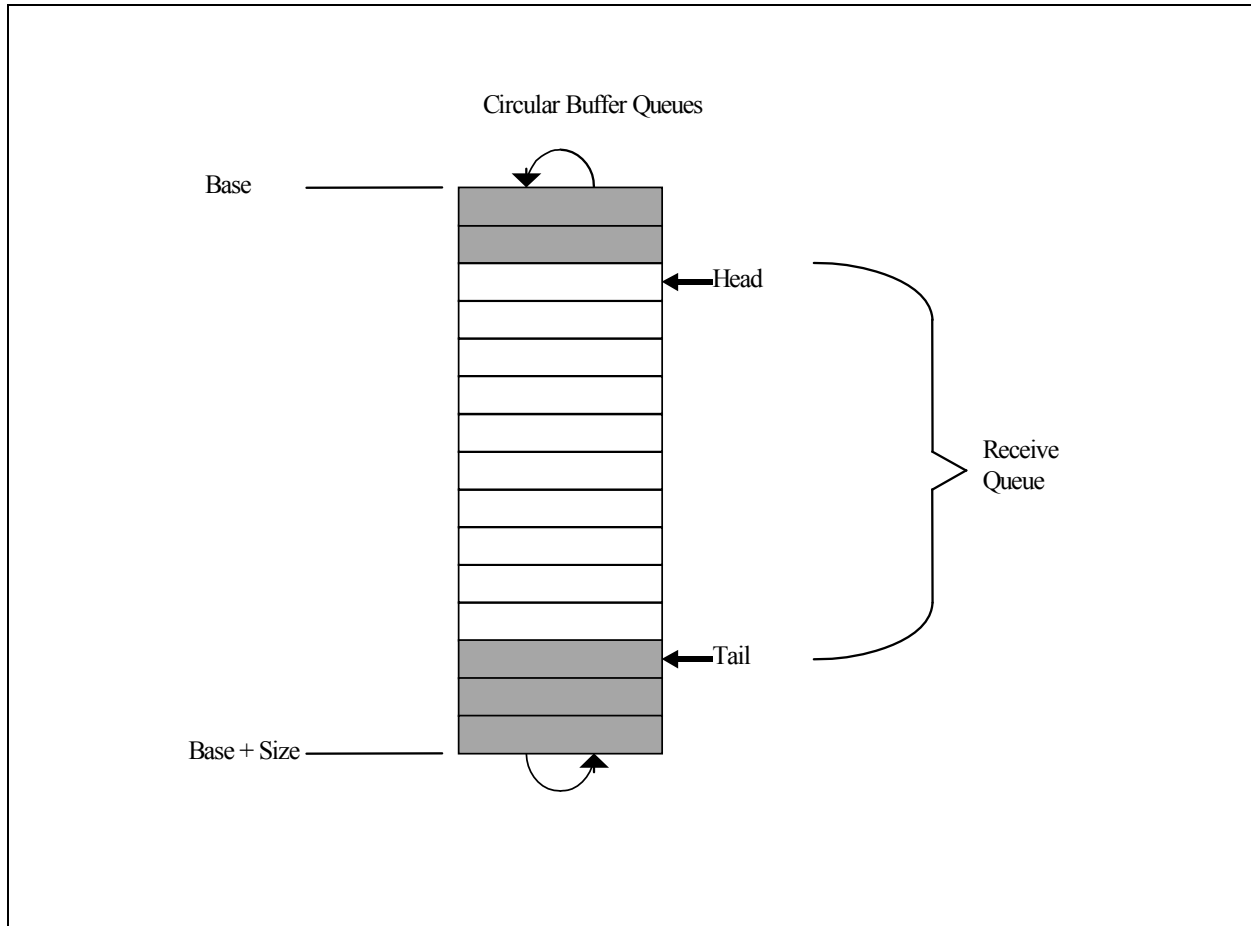 Circular Buffer Queues
Base
Head
Receive
Queue
Tail
Base + Size